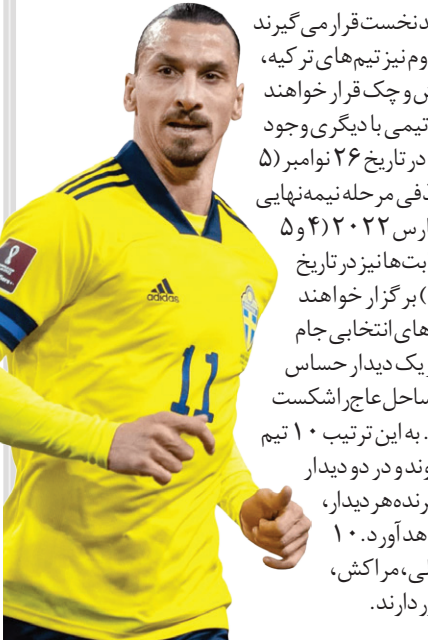 دنخست قرار می گیرند
وم نیز تیم‌های ترکیه،
ش و چک قرار خواهند
تیمی با دیگری وجود
در تاریخ ۲۶ نوامبر (۵
ذفی مرحله نیمه‌نهایی
ارس ۲۰۲۲ (۴ و ۵
بت‌ها نیز در تاریخ
) برگزار خواهند
های انتخابی جام
ر یک دیدار حساس
ساحل عاج را شکست
. به این ترتیب ۱۰ تیم
وند و در دو دیدار
رنده هر دیدار،
هد آورد. ۱۰
لی، مراکش،
ر دارند.
adidas
11